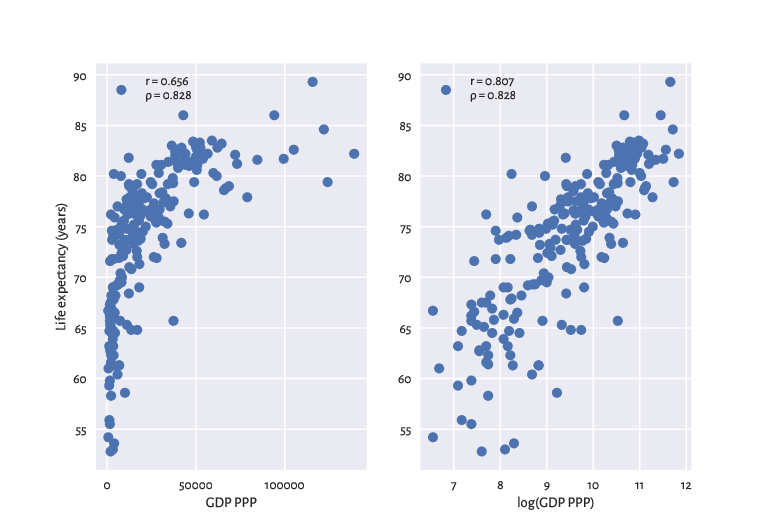 r = 0.656
ρ = 0.828
90
85
80
75
70
65
60
55
Life expectancy (years)
0 50000 100000
GDP PPP
r = 0.807
ρ = 0.828
90
85
80
75
70
65
60
55
7 8 9 10 11 12
log(GDP PPP)